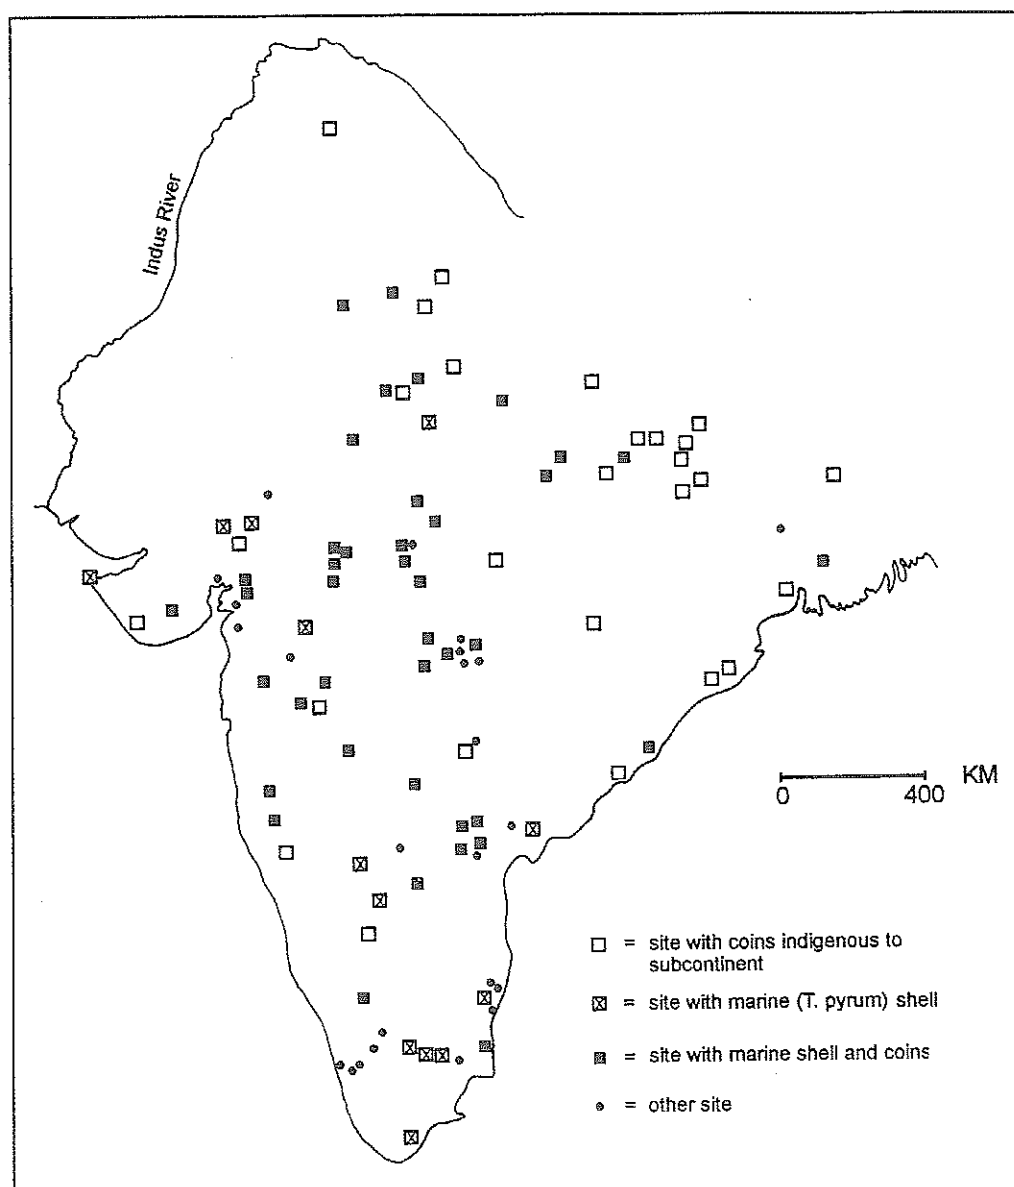 Indus River
KM
0 400
= site with coins indigenous to
subcontinent
= site with marine (T. pyrum) shell
= site with marine shell and coins
= other site